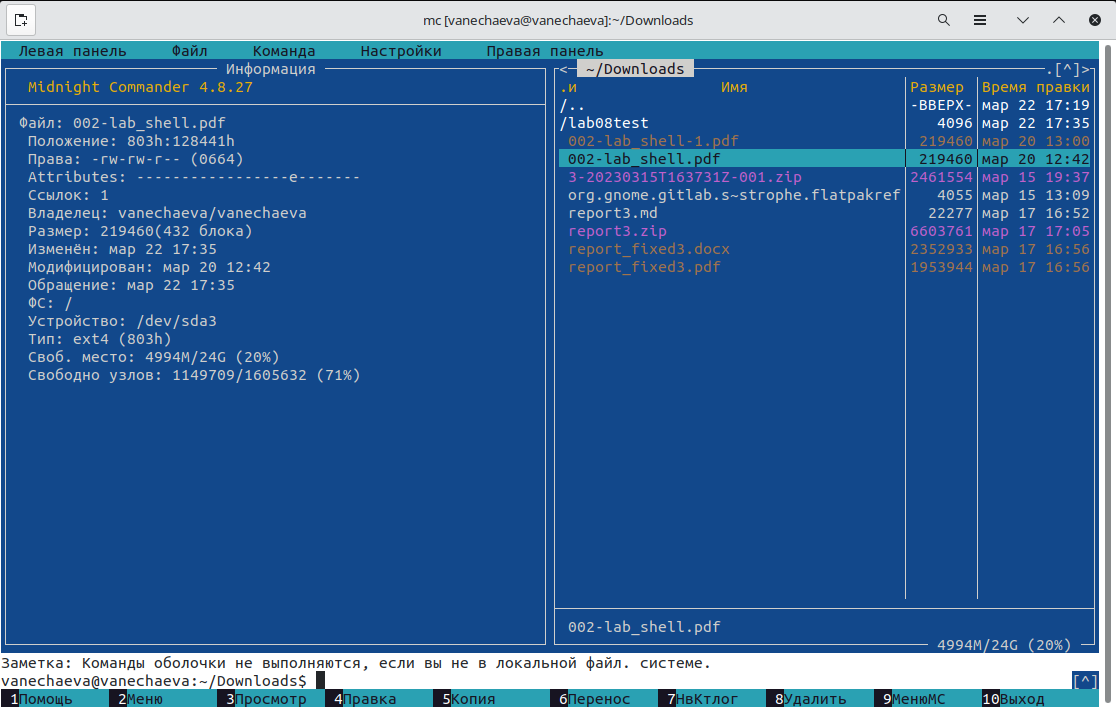 mc [vanechaeva@vanechaeva]:~/Downloads
Левая панель Файл Команда Настройки Правая панель
Информация
Midnight Commander 4.8.27
Файл: 002-lab_shell.pdf
Положение: 803h:128441h
Права: -rw-rw-r-- (0664)
Attributes: -----------------e-------
Ссылок: 1
Владелец: vanechaeva/vanechaeva
Размер: 219460(432 блока)
Изменён: мар 22 17:35
Модифицирован: мар 20 12:42
Обращение: мар 22 17:35
ФС: /
Устройство: /dev/sda3
Тип: ext4 (803h)
Своб. место: 4994M/24G (20%)
Свободно узлов: 1149709/1605632 (71%)
<- ~/Downloads .[^]>
.и Имя Размер Время правки
/.. -ВВЕРХ- мар 22 17:19
/lab08test 4096 мар 22 17:35
002-lab_shell-1.pdf 219460 мар 20 13:00
002-lab_shell.pdf 219460 мар 20 12:42
3-20230315T163731Z-001.zip 2461554 мар 15 19:37
org.gnome.gitlab.s~strophe.flatpakref 4055 мар 15 13:09
report3.md 22277 мар 17 16:52
report3.zip 6603761 мар 17 17:05
report_fixed3.docx 2352933 мар 17 16:56
report_fixed3.pdf 1953944 мар 17 16:56
002-lab_shell.pdf
4994M/24G (20%)
Заметка: Команды оболочки не выполняются, если вы не в локальной файл. системе.
vanechaeva@vanechaeva:~/Downloads$ [^]
1Помощь 2Меню 3Просмотр 4Правка 5Копия 6Перенос 7НвКтлог 8Удалить 9МенюМС 10Выход